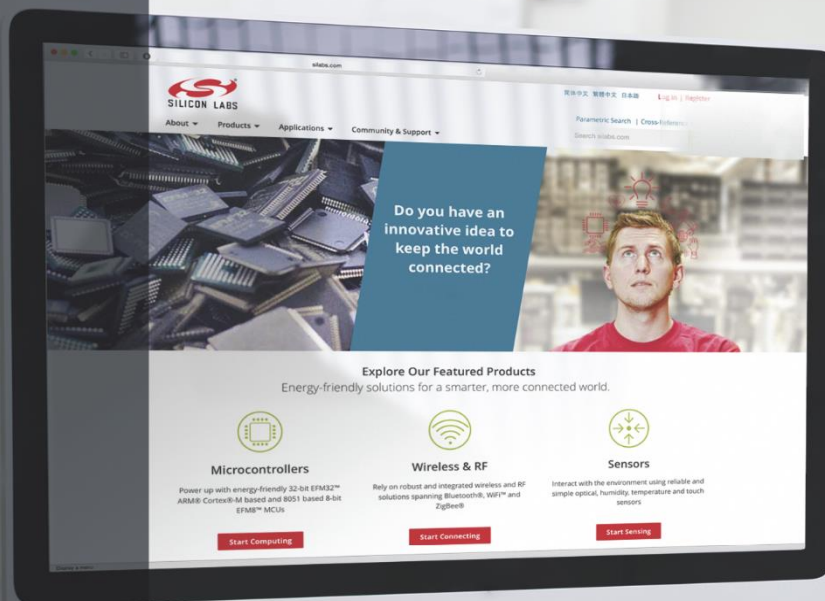 silabs.com
SILICON LABS
简体中文 繁體中文 日本語 Log In | Register
Parametric Search | Cross-Reference
Search silabs.com
About Products Applications Community & Support
Do you have an
innovative idea to
keep the world
connected?
Explore Our Featured Products
Energy-friendly solutions for a smarter, more connected world.
Microcontrollers
Power up with energy-friendly 32-bit EFM32™
ARM® Cortex®-M based and 8051 based 8-bit
EFM8™ MCUs
Start Computing
Wireless & RF
Rely on robust and integrated wireless and RF
solutions spanning Bluetooth®, WiFi™ and
ZigBee®
Start Connecting
Sensors
Interact with the environment using reliable and
simple optical, humidity, temperature and touch
sensors
Start Sensing
Display a menu